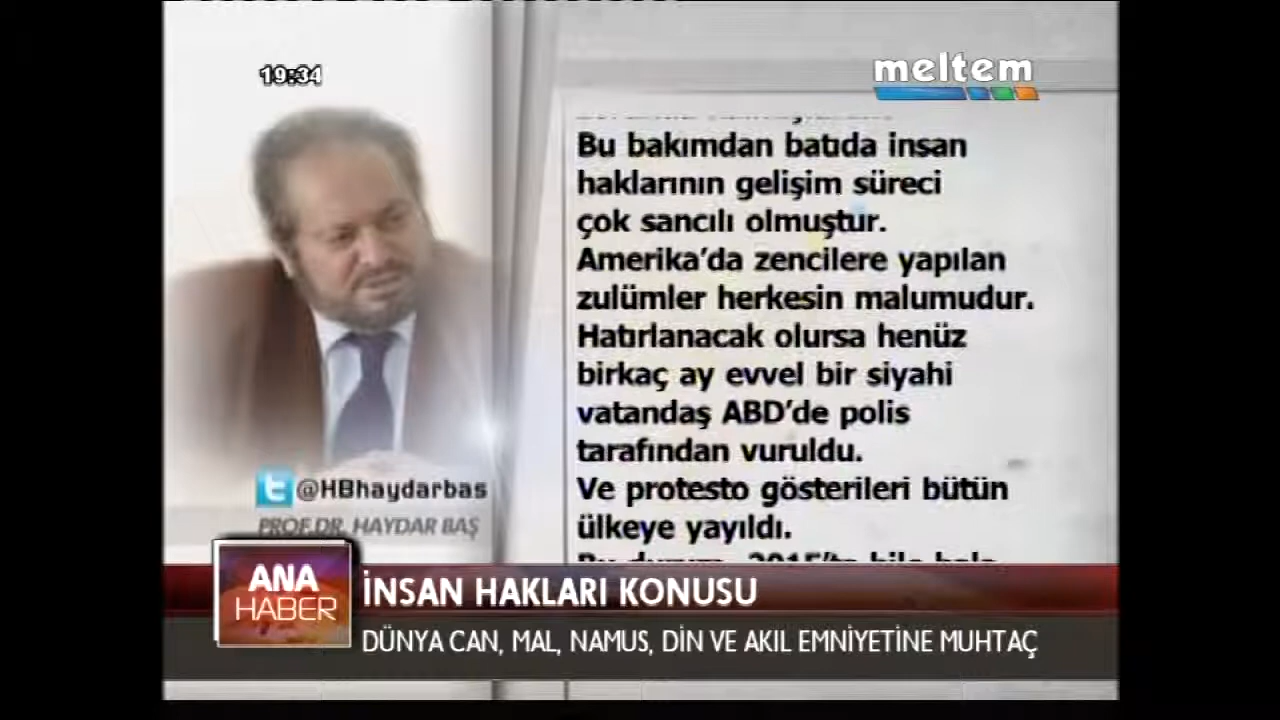 19:34
meltem
Bu bakımdan batıda insan
haklarının gelişim süreci
çok sancılı olmuştur.
Amerika'da zencilere yapılan
zulümler herkesin malumudur.
Hatırlanacak olursa henüz
birkaç ay evvel bir siyahi
vatandaş ABD'de polis
tarafından vuruldu.
Ve protesto gösterileri bütün
ülkeye yayıldı.
@HBhaydarbas
PROF.DR. HAYDAR BAŞ
ANA
HABER
İNSAN HAKLARI KONUSU
DÜNYA CAN, MAL, NAMUS, DİN VE AKIL EMNİYETİNE MUHTAÇ